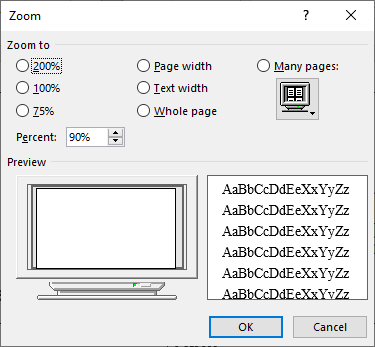 Zoom ?
Zoom to
200% Page width Many pages:
100% Text width
75% Whole page
Percent: 90%
Preview
AaBbCcDdEeXxYyZz
AaBbCcDdEeXxYyZz
AaBbCcDdEeXxYyZz
AaBbCcDdEeXxYyZz
AaBbCcDdEeXxYyZz
AaBbCcDdEeXxYyZz
OK Cancel